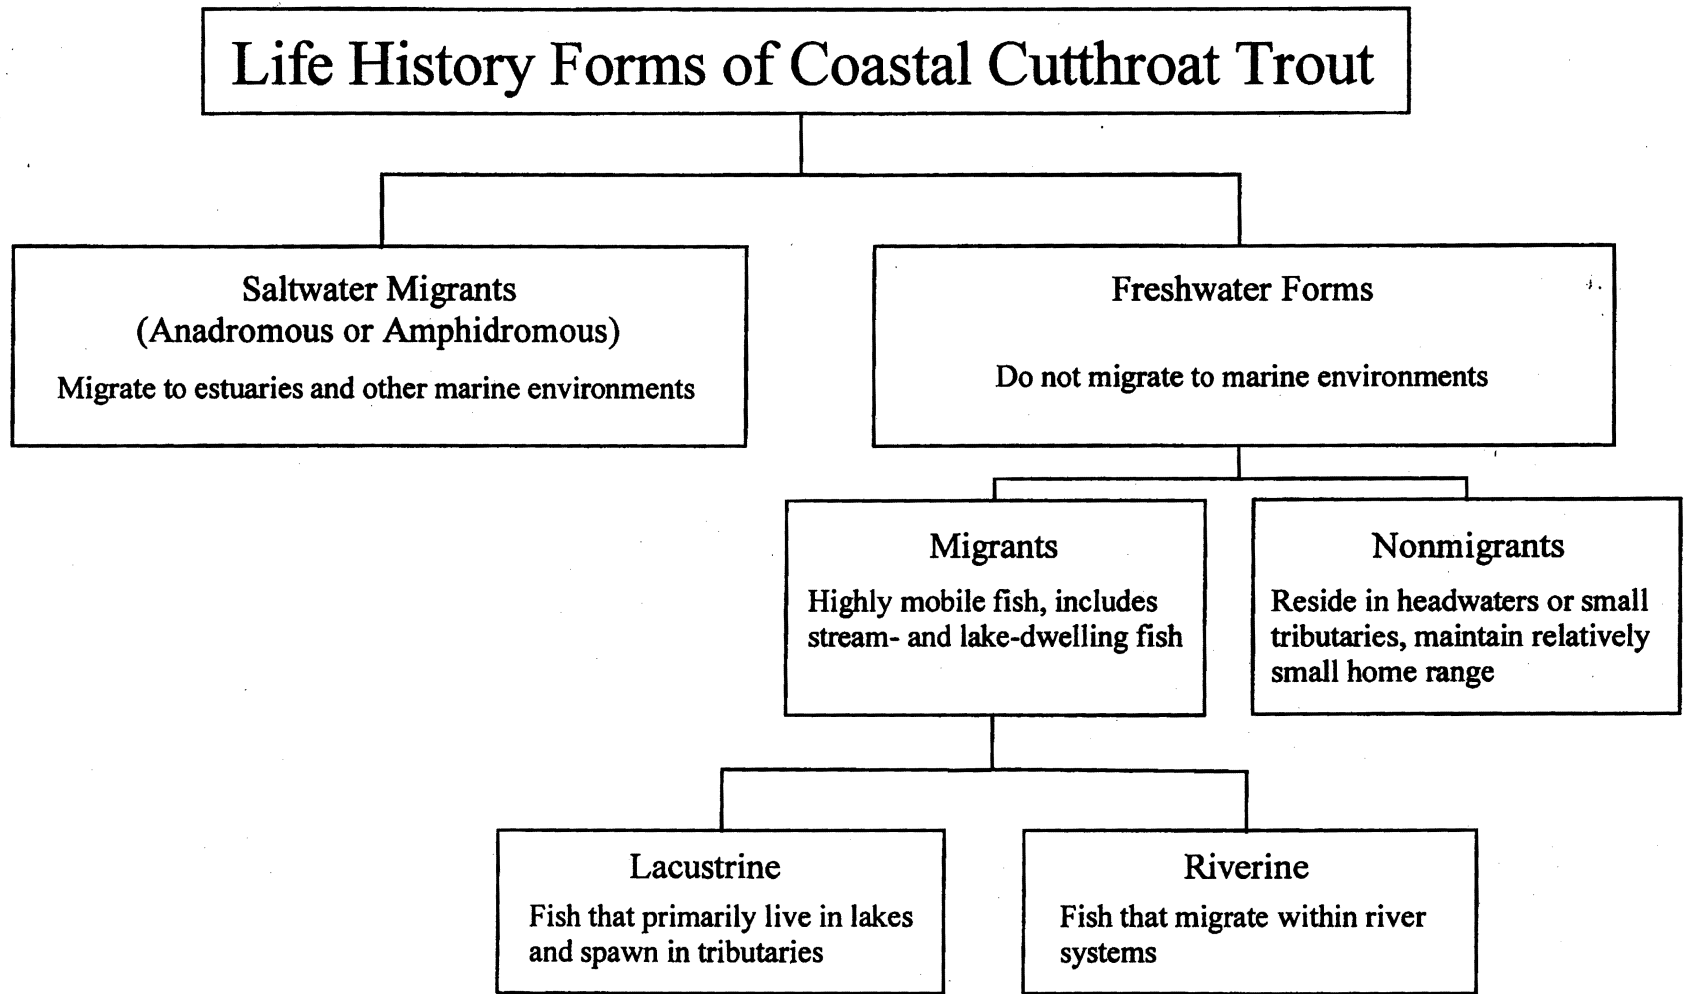 Life History Forms of Coastal Cutthroat Trout
Saltwater Migrants
(Anadromous or Amphidromous)
Migrate to estuaries and other marine environments
Freshwater Forms
Do not migrate to marine environments
Migrants
Highly mobile fish, includes
stream- and lake-dwelling fish
Nonmigrants
Reside in headwaters or small
tributaries, maintain relatively
small home range
Lacustrine
Fish that primarily live in lakes
and spawn in tributaries
Riverine
Fish that migrate within river
systems